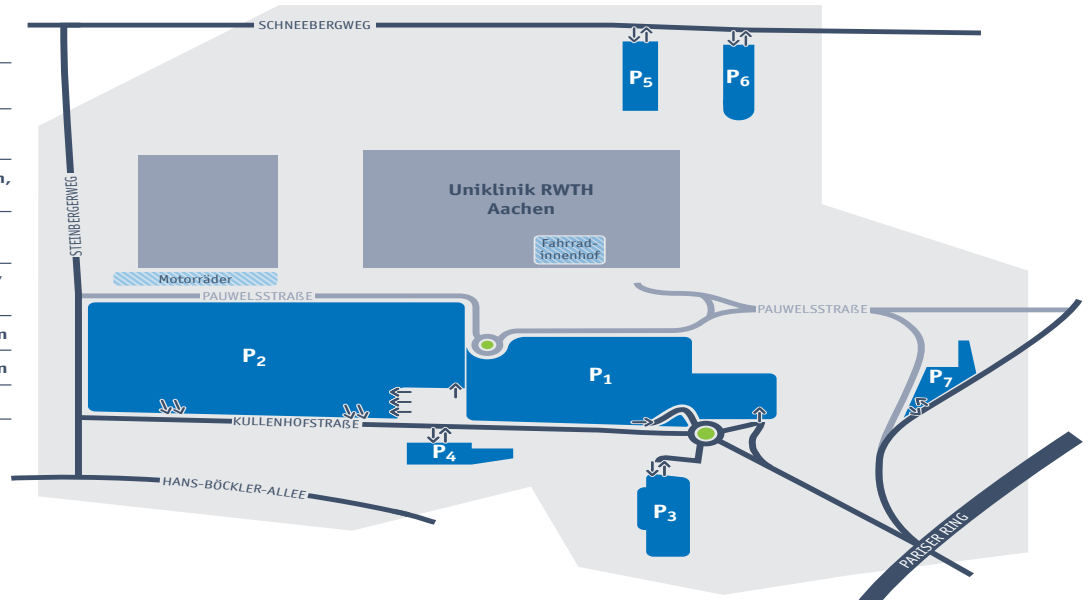 SCHNEEBERGWEG
P5
P6
n,
STEINBERGERWEG
Uniklinik RWTH
Aachen
Fahrrad-
innenhof
Motorräder
PAUWELSSTRAßE
PAUWELSSTRAßE
n
n
P2
P1
P7
KULLENHOFSTRAßE
P4
HANS-BÖCKLER-ALLEE
P3
PARISER RING